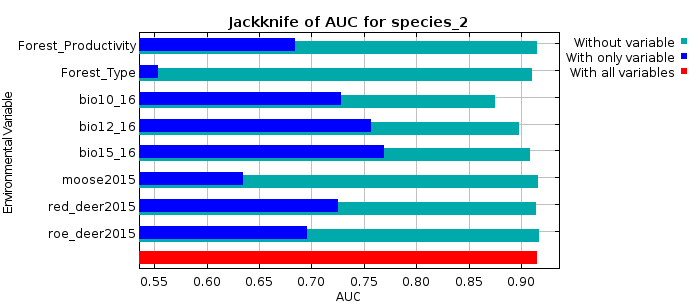 Jackknife of AUC for species_2
Forest_Productivity
Forest_Type
bio10_16
bio12_16
bio15_16
moose2015
red_deer2015
roe_deer2015
Environmental Variable
0.55 0.60 0.65 0.70 0.75 0.80 0.85 0.90
AUC
Without variable
With only variable
With all variables